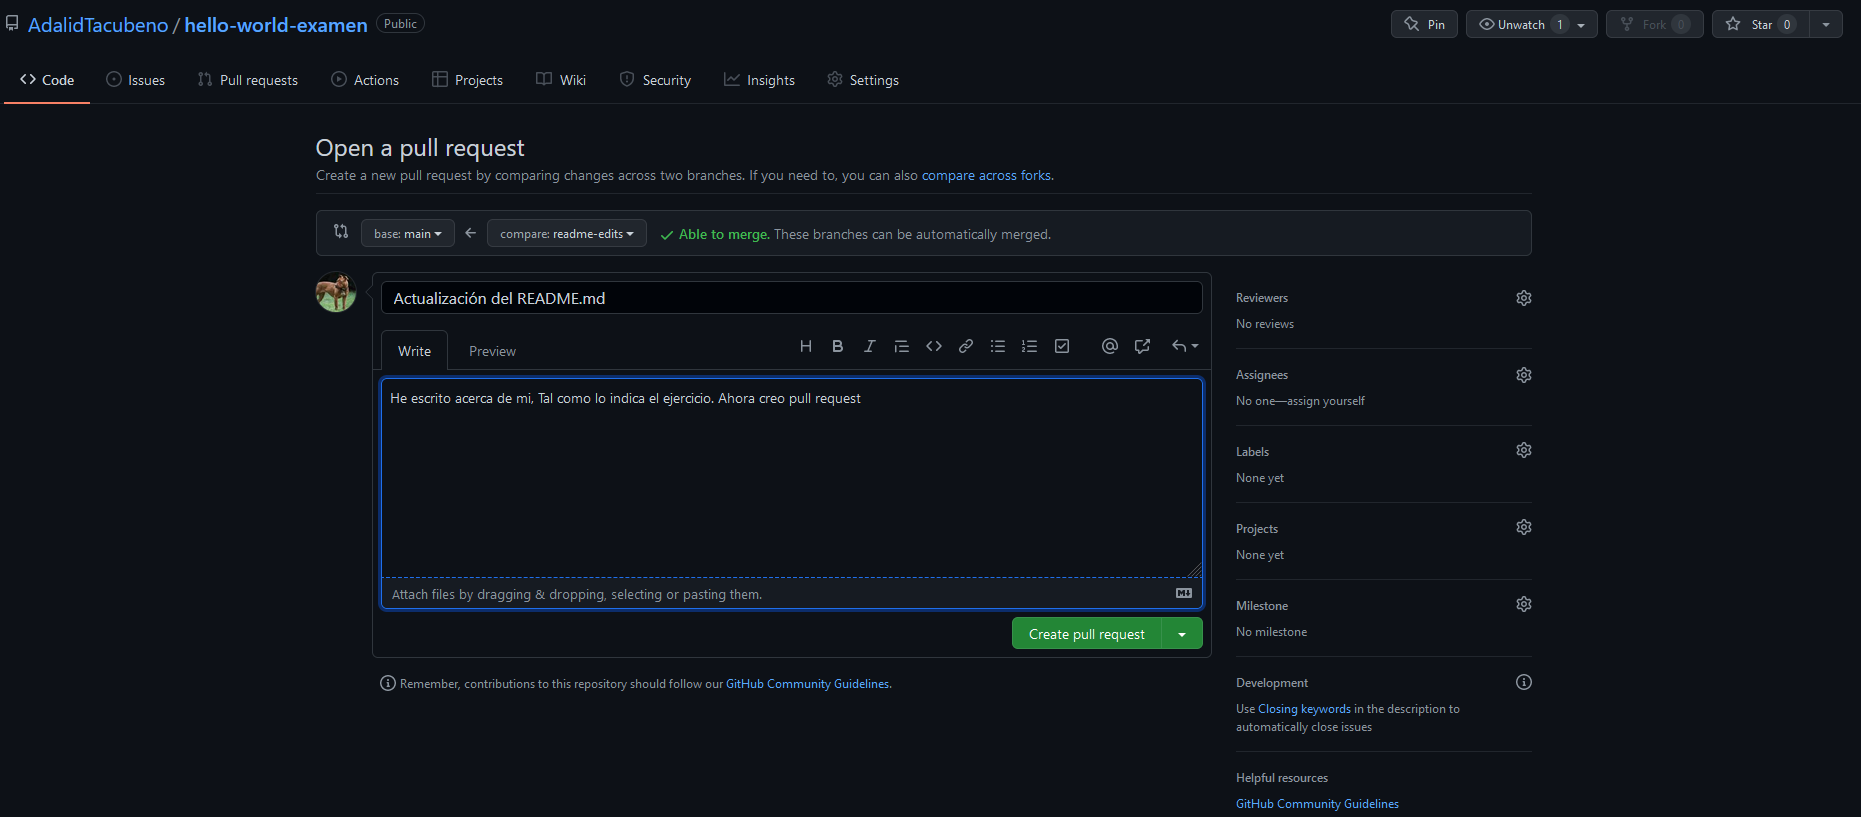 AdalidTacubeno / hello-world-examen Public
Pin Unwatch 1 Fork 0 Star 0
Code Issues Pull requests Actions Projects Wiki Security Insights Settings
Open a pull request
Create a new pull request by comparing changes across two branches. If you need to, you can also compare across forks.
base: main compare: readme-edits Able to merge. These branches can be automatically merged.
Actualización del README.md
Write Preview
He escrito acerca de mi, Tal como lo indica el ejercicio. Ahora creo pull request
Attach files by dragging & dropping, selecting or pasting them.
Create pull request
Remember, contributions to this repository should follow our GitHub Community Guidelines.
Reviewers
No reviews
Assignees
No one—assign yourself
Labels
None yet
Projects
None yet
Milestone
No milestone
Development
Use Closing keywords in the description to
automatically close issues
Helpful resources
GitHub Community Guidelines